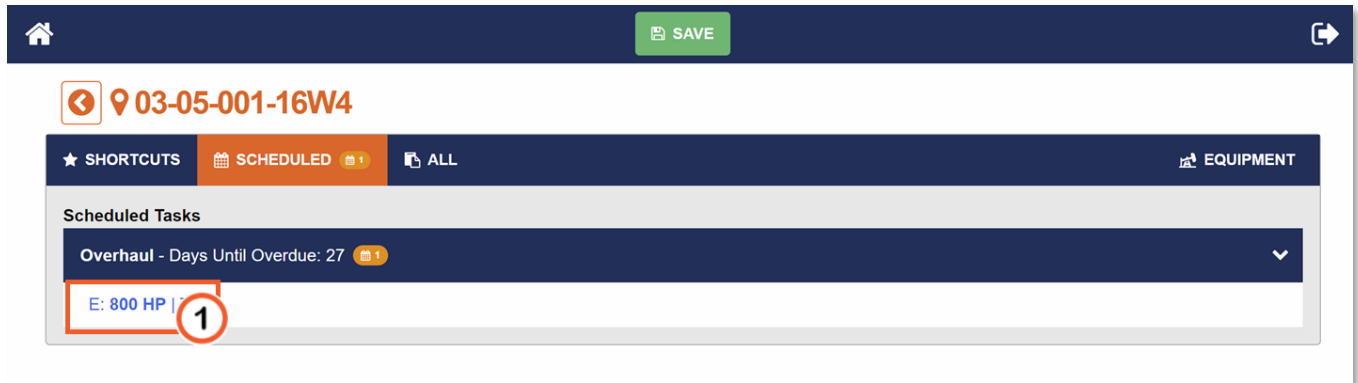 SAVE
03-05-001-16W4
SHORTCUTS SCHEDULED 1 ALL EQUIPMENT
Scheduled Tasks
Overhaul - Days Until Overdue: 27 1
E: 800 HP |
1